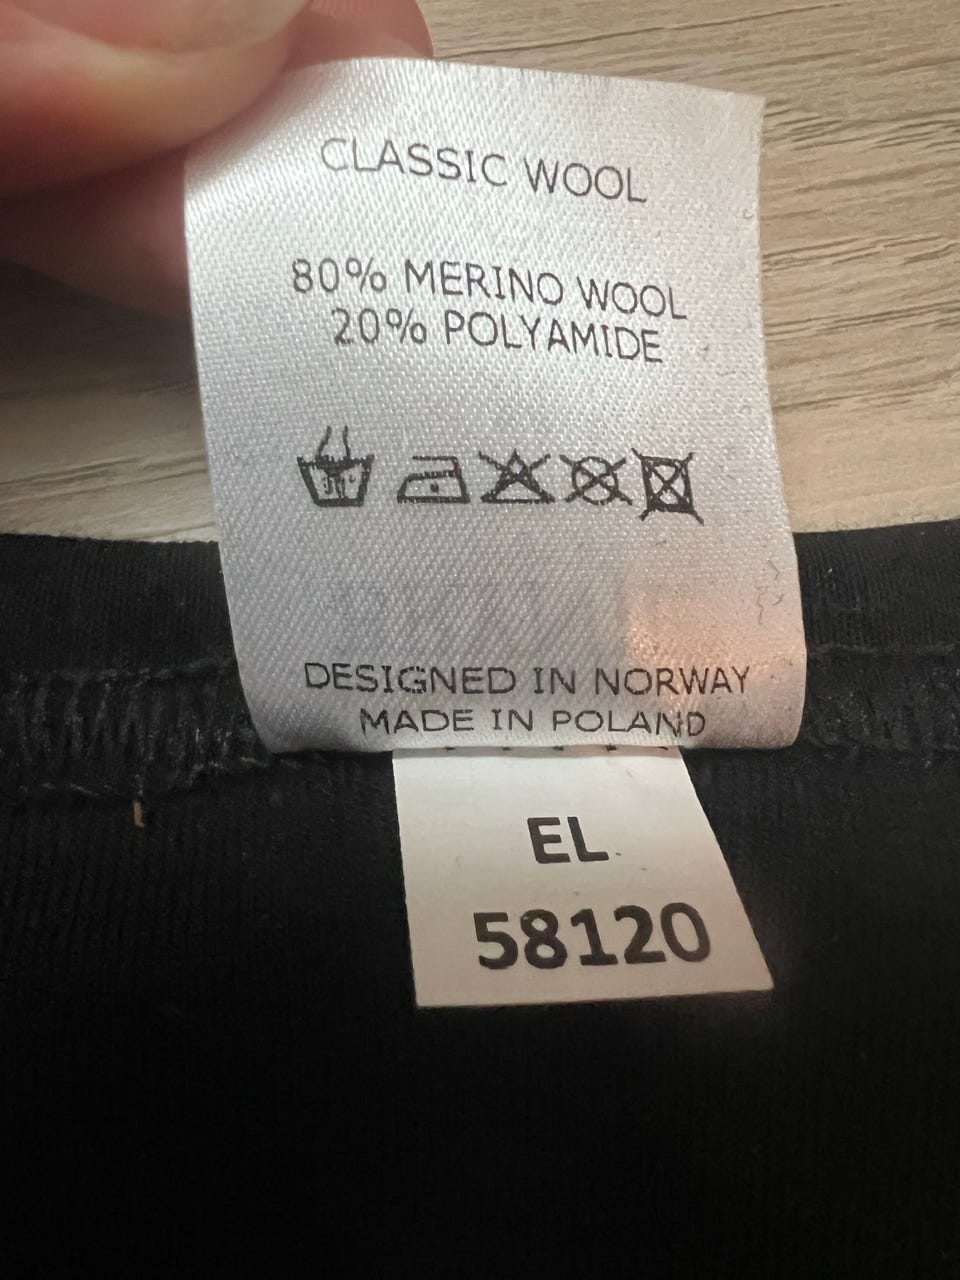 CLASSIC WOOL
80% MERINO WOOL
20% POLYAMIDE
DESIGNED IN NORWAY
MADE IN POLAND
EL
58120